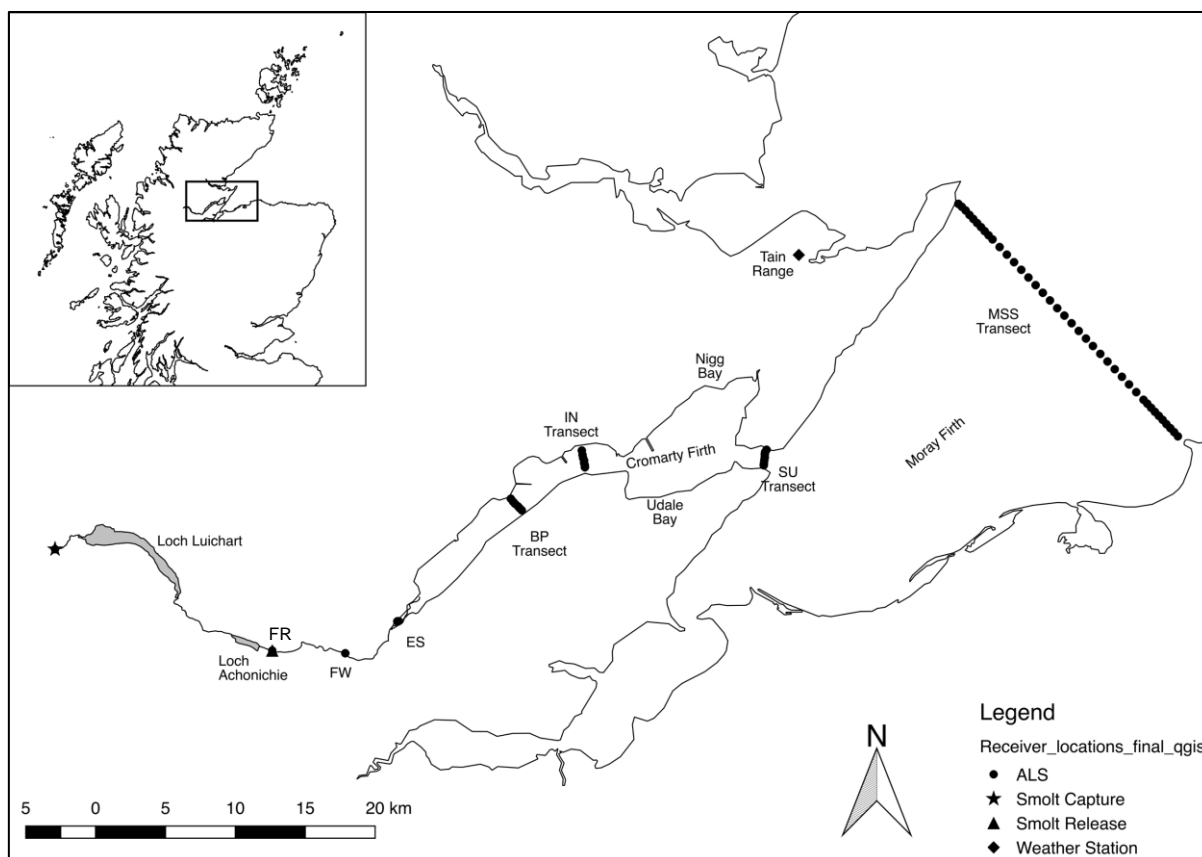 Tain
Range
MSS
Transect
Nigg
Bay
IN
Transect
Cromarty Firth
Moray Firth
SU
Transect
Udale
Bay
BP
Transect
Loch Luichart
FR
ES
Loch
Achonichie
FW
Legend
N
Receiver_locations_final_qgis
ALS
Smolt Capture
Smolt Release
Weather Station
5 0 5 10 15 20 km